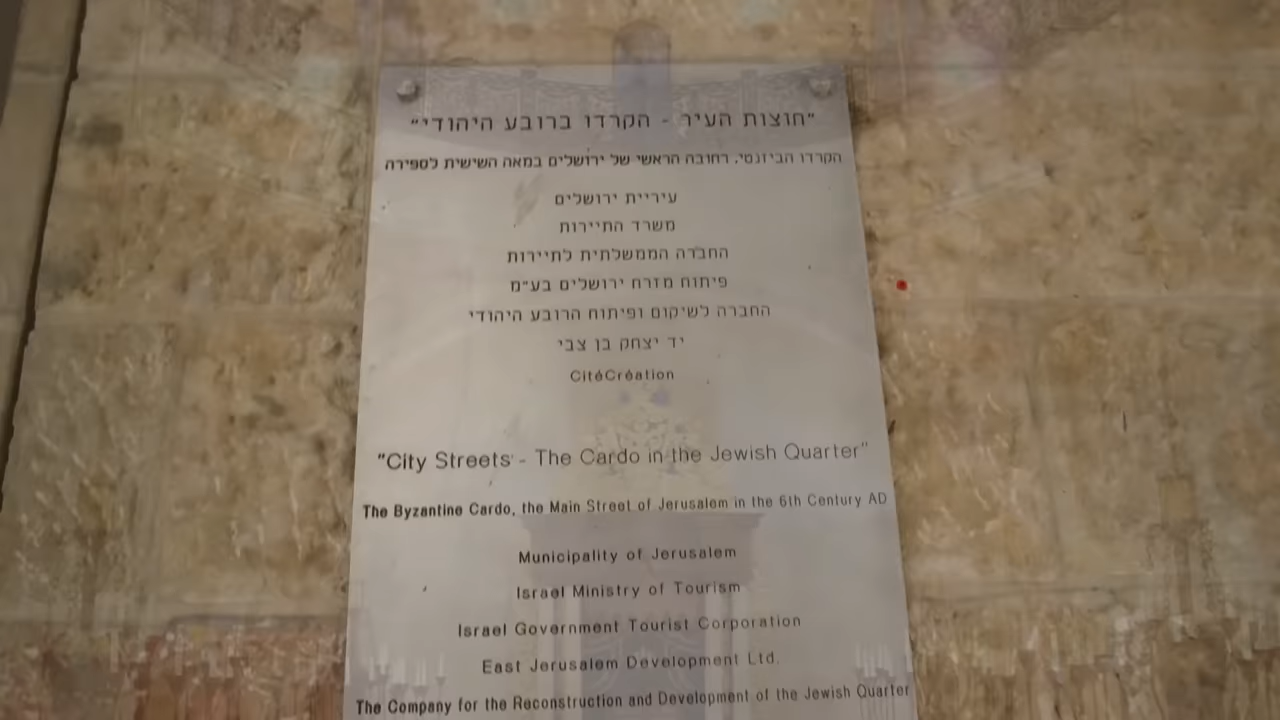 "חוצות העיר - הקרדו ברובע היהודי"
הקרדו הביזנטי. רחובה הראשי של ירושלים במאה השישית לספירה
עיריית ירושלים
משרד התיירות
החברה הממשלתית לתיירות
פיתוח מזרח ירושלים בע"מ
החברה לשיקום ופיתוח הרובע היהודי
יד יצחק בן צבי
CitéCréation
"City Streets - The Cardo in the Jewish Quarter"
The Byzantine Cardo, the Main Street of Jerusalem in the 6th Century AD
Municipality of Jerusalem
Israel Ministry of Tourism
Israel Government Tourist Corporation
East Jerusalem Development Ltd.
The Company for the Reconstruction and Development of the Jewish Quarter